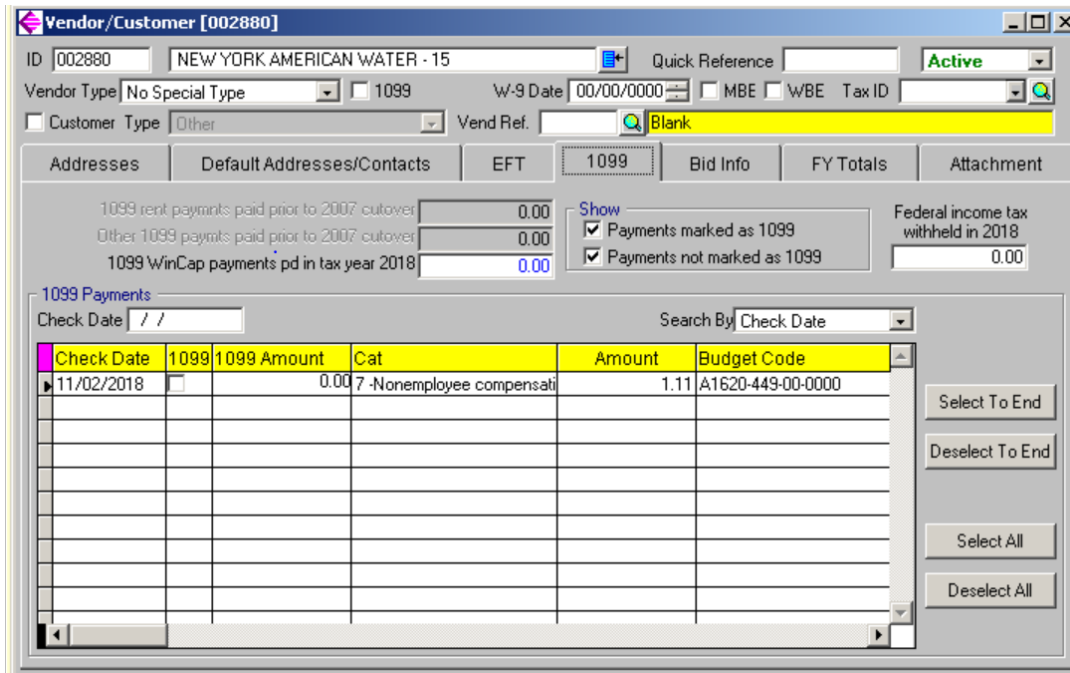 Vendor/Customer [002880]
ID 002880 NEW YORK AMERICAN WATER - 15 Quick Reference Active
Vendor Type No Special Type 1099 W-9 Date 00/00/0000 MBE WBE Tax ID
Customer Type Other Vend Ref. Blank
Addresses Default Addresses/Contacts EFT 1099 Bid Info FY Totals Attachment
1099 rent paymnts paid prior to 2007 cutover 0.00 Show Federal income tax
Other 1099 paymts paid prior to 2007 cutover 0.00 Payments marked as 1099 withheld in 2018
1099 WinCap payments pd in tax year 2018 0.00 Payments not marked as 1099 0.00
1099 Payments
Check Date / / Search By Check Date
Check Date 1099 1099 Amount Cat Amount Budget Code
11/02/2018 0.00 7 -Nonemployee compensati 1.11 A1620-449-00-0000
Select To End
Deselect To End
Select All
Deselect All